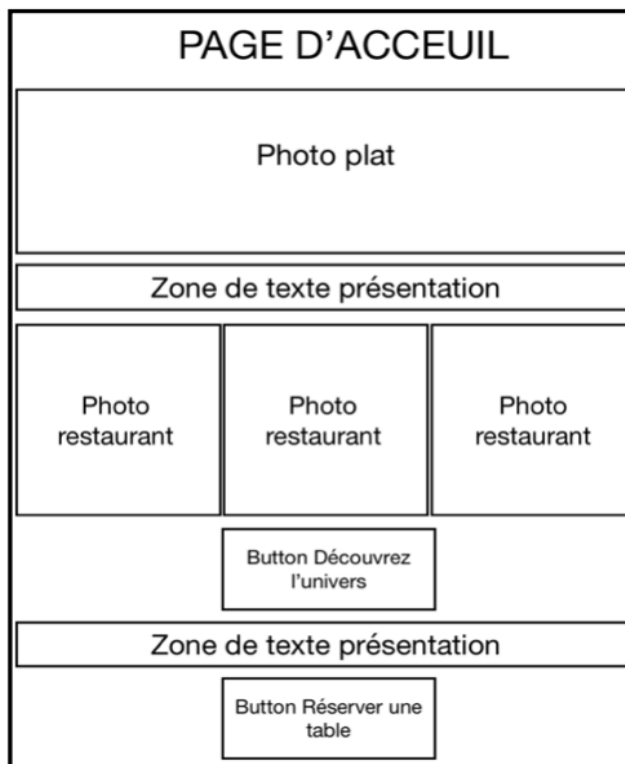 PAGE D’ACCEUIL
Photo plat
Zone de texte présentation
Photo
restaurant
Photo
restaurant
Photo
restaurant
Button Découvrez
l’univers
Zone de texte présentation
Button Réserver une
table